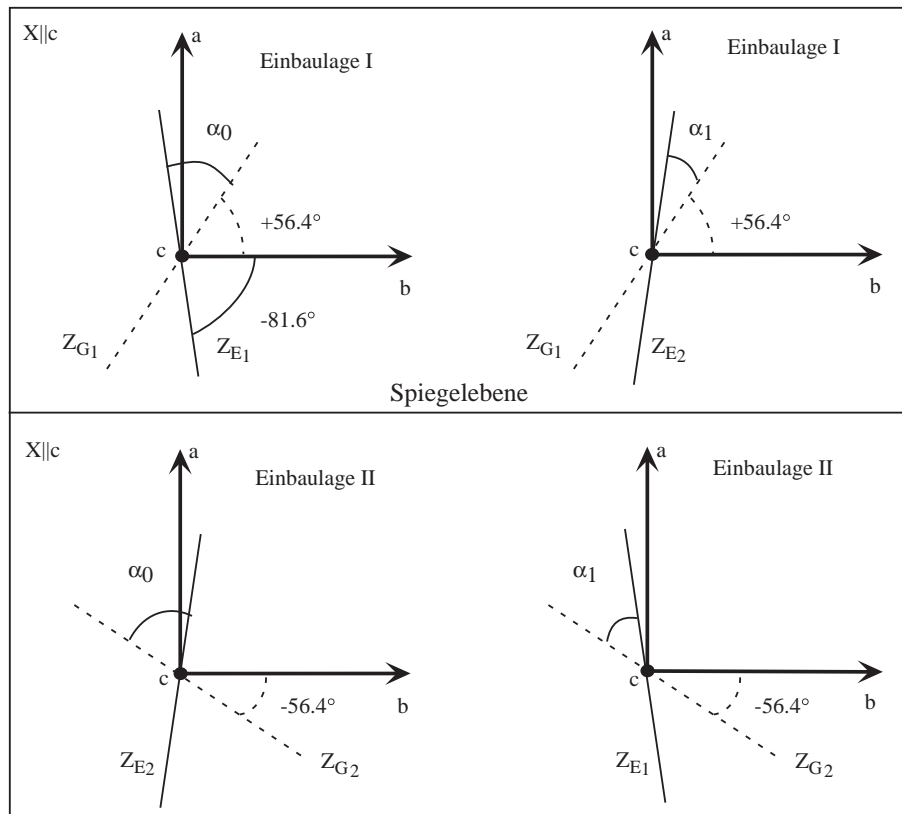 X||c
a
Einbaulage I
α0
+56.4°
c
b
-81.6°
ZG1
ZE1
a
Einbaulage I
α1
+56.4°
c
b
ZG1
ZE2
Spiegelebene
X||c
a
Einbaulage II
α0
c
-56.4°
b
ZE2
ZG2
a
Einbaulage II
α1
c
-56.4°
b
ZE1
ZG2